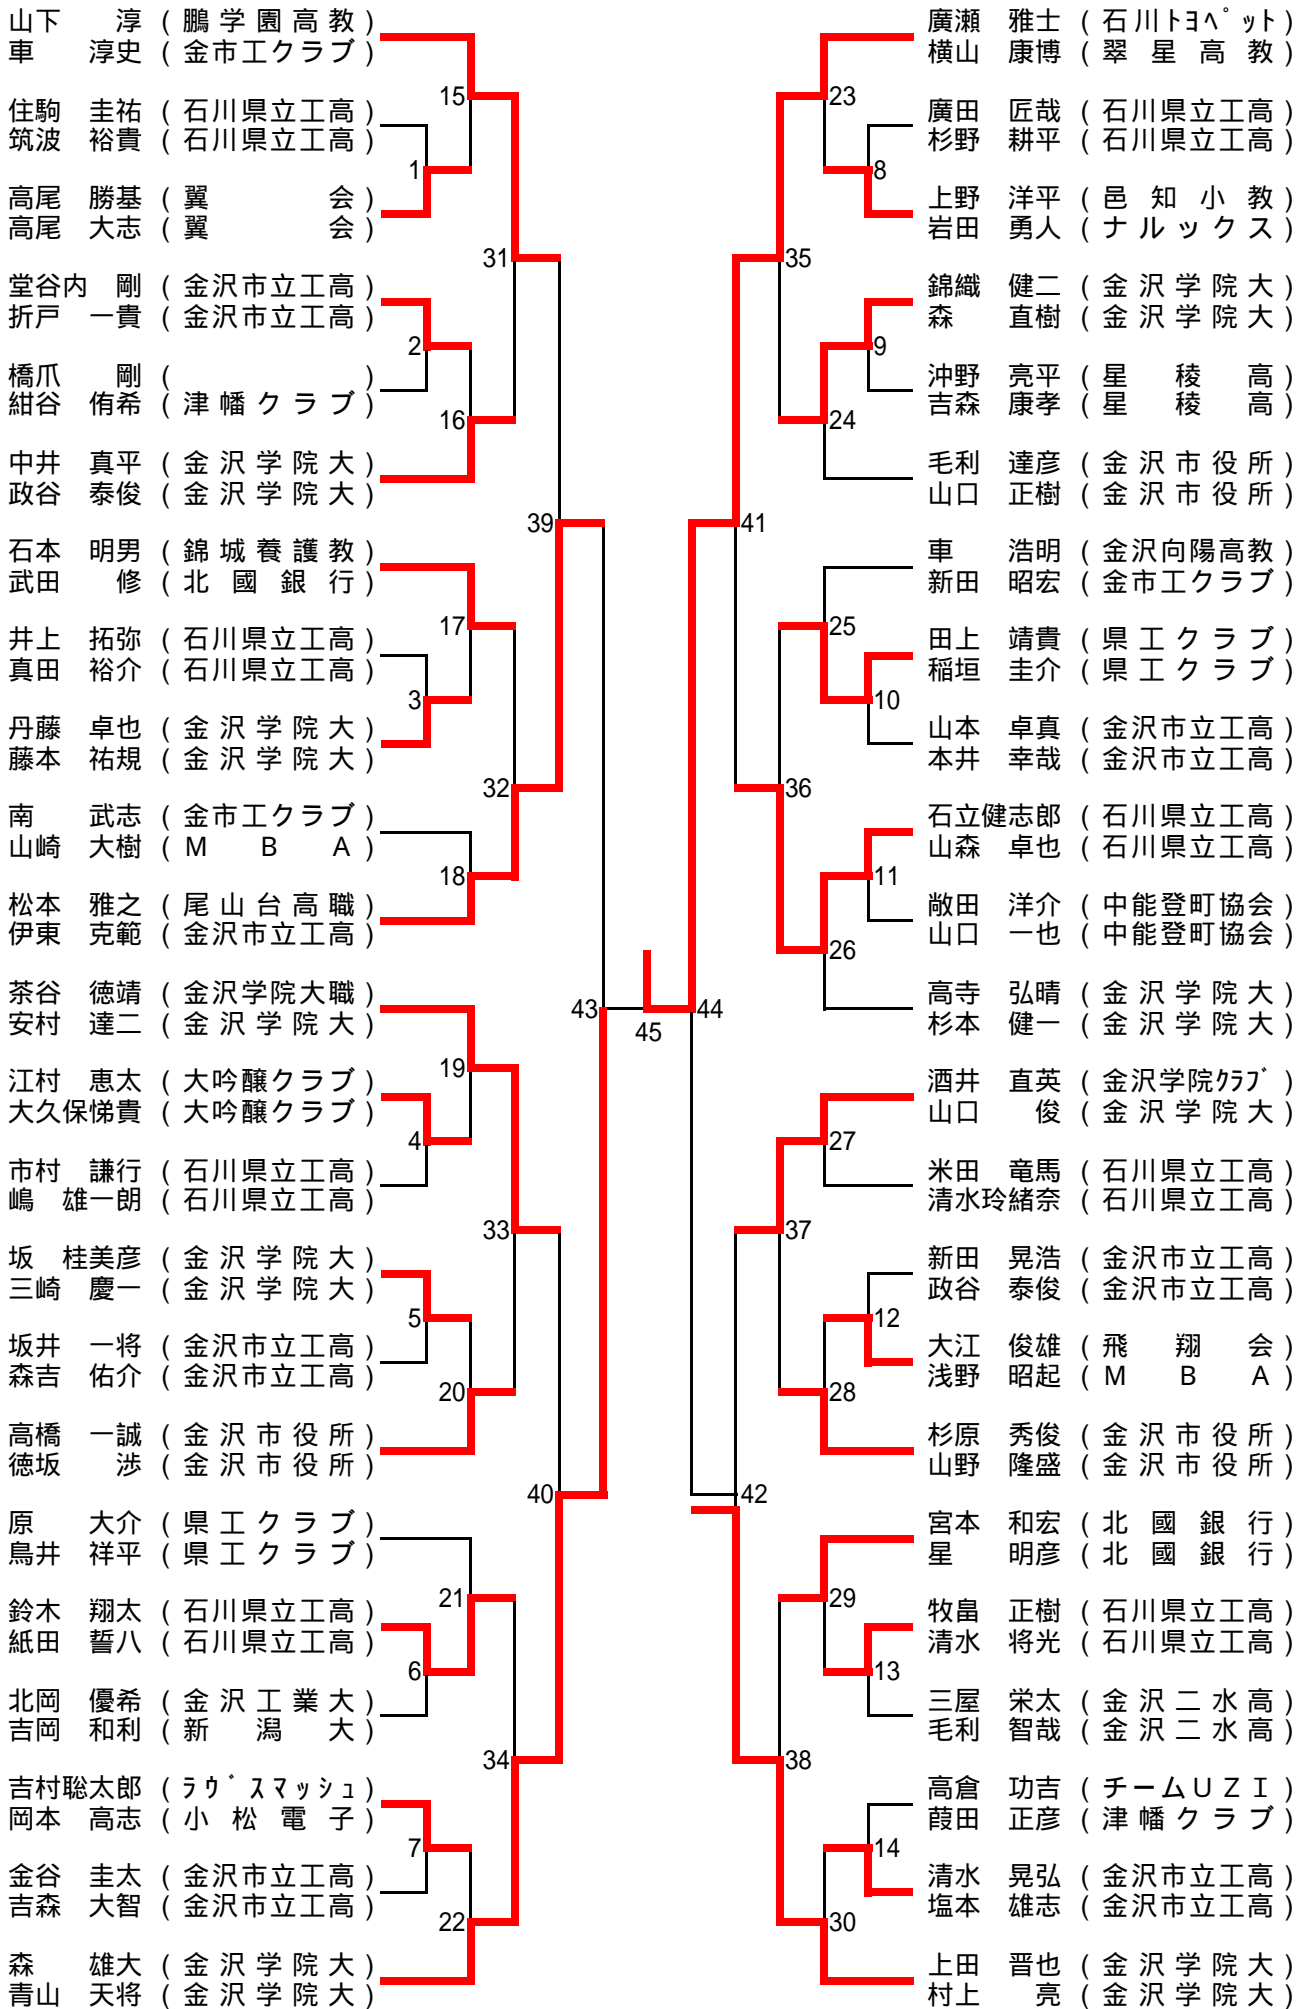 山下 淳 (鵬学園高教)
車 淳史 (金市工クラブ)
15
住駒 圭祐 (石川県立工高)
筑波 裕貴 (石川県立工高)
1
高尾 勝基 (翼 会)
高尾 大志 (翼 会)
31
堂谷内 剛 (金沢市立工高)
折戸 一貴 (金沢市立工高)
2
橋爪 剛 ( )
紺谷 侑希 (津幡クラブ)
16
中井 真平 (金沢学院大)
政谷 泰俊 (金沢学院大)
39
石本 明男 (錦城養護教)
武田 修 (北國銀行)
17
井上 拓弥 (石川県立工高)
真田 裕介 (石川県立工高)
3
丹藤 卓也 (金沢学院大)
藤本 祐規 (金沢学院大)
32
南 武志 (金市工クラブ)
山崎 大樹 (M B A)
18
松本 雅之 (尾山台高職)
伊東 克範 (金沢市立工高)
43
茶谷 徳靖 (金沢学院大職)
安村 達二 (金沢学院大)
19
江村 恵太 (大吟醸クラブ)
大久保悌貴 (大吟醸クラブ)
4
市村 謙行 (石川県立工高)
嶋 雄一朗 (石川県立工高)
33
坂 桂美彦 (金沢学院大)
三崎 慶一 (金沢学院大)
5
坂井 一将 (金沢市立工高)
森吉 佑介 (金沢市立工高)
20
高橋 一誠 (金沢市役所)
徳坂 渉 (金沢市役所)
40
原 大介 (県工クラブ)
鳥井 祥平 (県工クラブ)
21
鈴木 翔太 (石川県立工高)
紙田 誓八 (石川県立工高)
6
北岡 優希 (金沢工業大)
吉岡 和利 (新潟大)
34
吉村聡太郎 (ラヴスマッシュ)
岡本 高志 (小松電子)
7
金谷 圭太 (金沢市立工高)
吉森 大智 (金沢市立工高)
22
森 雄大 (金沢学院大)
青山 天将 (金沢学院大)
45
廣瀬 雅士 (石川トヨペット)
横山 康博 (翠星高教)
23
廣田 匠哉 (石川県立工高)
杉野 耕平 (石川県立工高)
8
上野 洋平 (邑知小教)
岩田 勇人 (ナルックス)
35
錦織 健二 (金沢学院大)
森 直樹 (金沢学院大)
9
沖野 亮平 (星稜高)
吉森 康孝 (星稜高)
24
毛利 達彦 (金沢市役所)
山口 正樹 (金沢市役所)
41
車 浩明 (金沢向陽高教)
新田 昭宏 (金市工クラブ)
25
田上 靖貴 (県工クラブ)
稲垣 圭介 (県工クラブ)
10
山本 卓真 (金沢市立工高)
本井 幸哉 (金沢市立工高)
36
石立健志郎 (石川県立工高)
山森 卓也 (石川県立工高)
11
敞田 洋介 (中能登町協会)
山口 一也 (中能登町協会)
26
高寺 弘晴 (金沢学院大)
杉本 健一 (金沢学院大)
44
酒井 直英 (金沢学院クラブ)
山口 俊 (金沢学院大)
27
米田 竜馬 (石川県立工高)
清水玲緒奈 (石川県立工高)
37
新田 晃浩 (金沢市立工高)
政谷 泰俊 (金沢市立工高)
12
大江 俊雄 (飛翔会)
浅野 昭起 (M B A)
28
杉原 秀俊 (金沢市役所)
山野 隆盛 (金沢市役所)
42
宮本 和宏 (北國銀行)
星 明彦 (北國銀行)
29
牧畠 正樹 (石川県立工高)
清水 将光 (石川県立工高)
13
三屋 栄太 (金沢二水高)
毛利 智哉 (金沢二水高)
38
高倉 功吉 (チームUZI)
葭田 正彦 (津幡クラブ)
14
清水 晃弘 (金沢市立工高)
塩本 雄志 (金沢市立工高)
30
上田 晋也 (金沢学院大)
村上 亮 (金沢学院大)